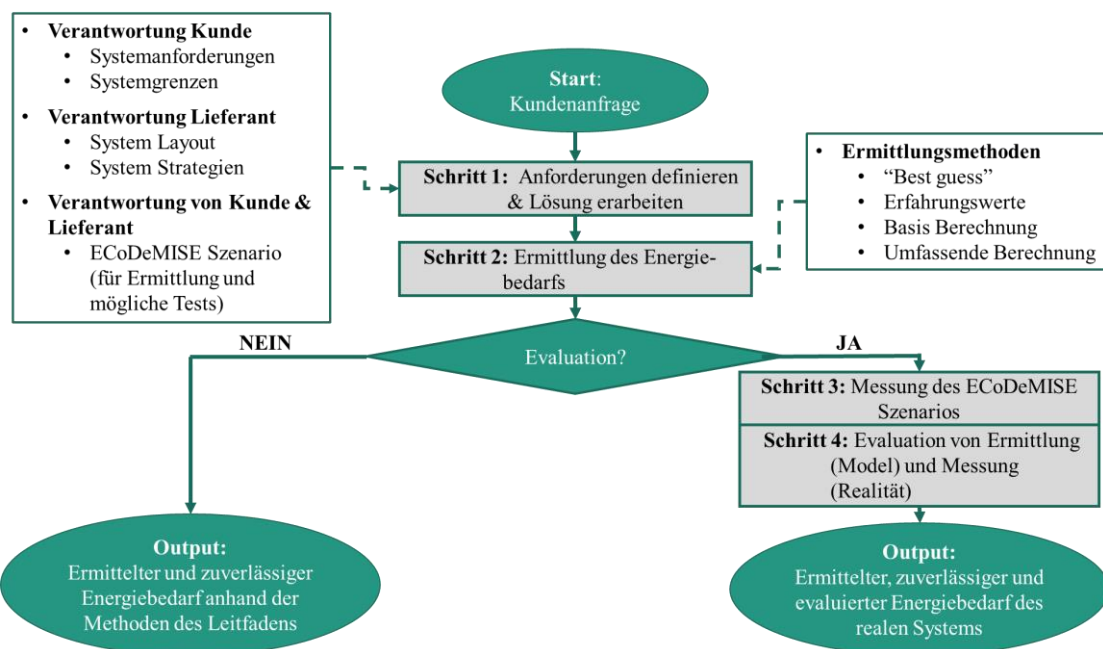 • Verantwortung Kunde
• Systemanforderungen
• Systemgrenzen
• Verantwortung Lieferant
• System Layout
• System Strategien
• Verantwortung von Kunde &
Lieferant
• ECoDeMISE Szenario
(für Ermittlung und
mögliche Tests)
Start:
Kundenanfrage
Schritt 1: Anforderungen definieren
& Lösung erarbeiten
• Ermittlungsmethoden
• “Best guess”
• Erfahrungswerte
• Basis Berechnung
• Umfassende Berechnung
Schritt 2: Ermittlung des Energie-
bedarfs
NEIN
Evaluation?
JA
Schritt 3: Messung des ECoDeMISE
Szenarios
Schritt 4: Evaluation von Ermittlung
(Model) und Messung
(Realität)
Output:
Ermittelter und zuverlässiger
Energiebedarf anhand der
Methoden des Leitfadens
Output:
Ermittelter, zuverlässiger und
evaluierter Energiebedarf des
realen Systems